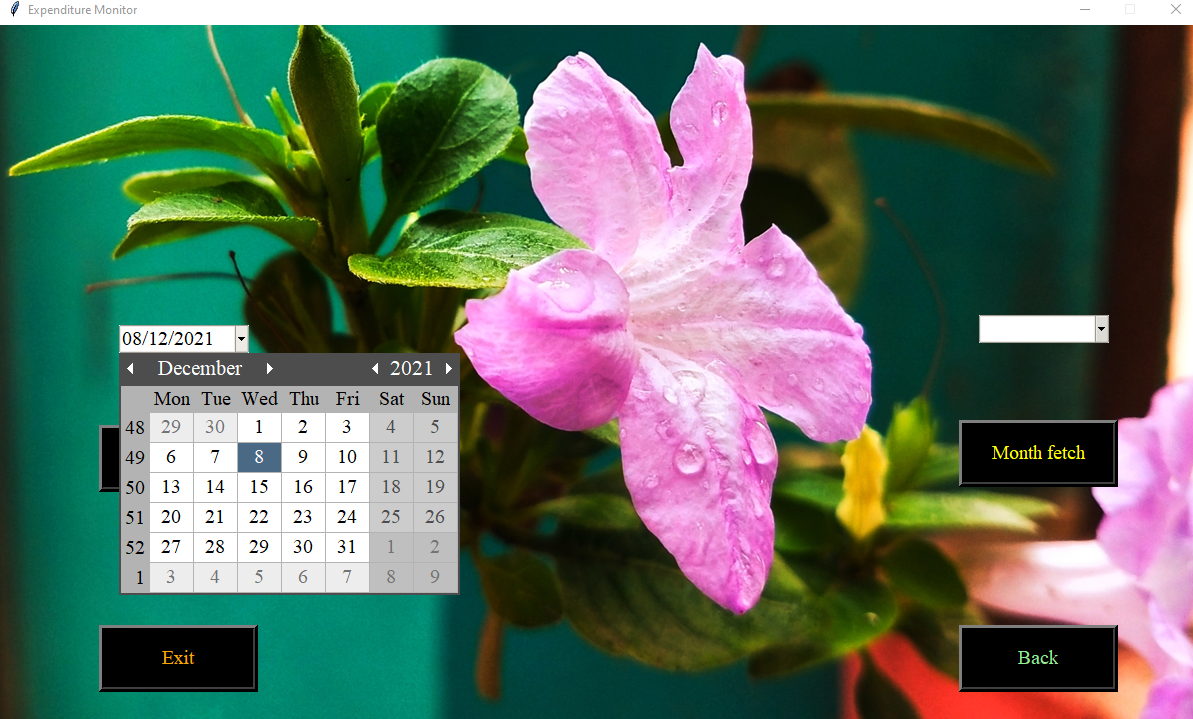 Expenditure Monitor
08/12/2021
December 2021
Mon Tue Wed Thu Fri Sat Sun
48 29 30 1 2 3 4 5
49 6 7 8 9 10 11 12
50 13 14 15 16 17 18 19
51 20 21 22 23 24 25 26
52 27 28 29 30 31 1 2
1 3 4 5 6 7 8 9
Month fetch
Exit
Back